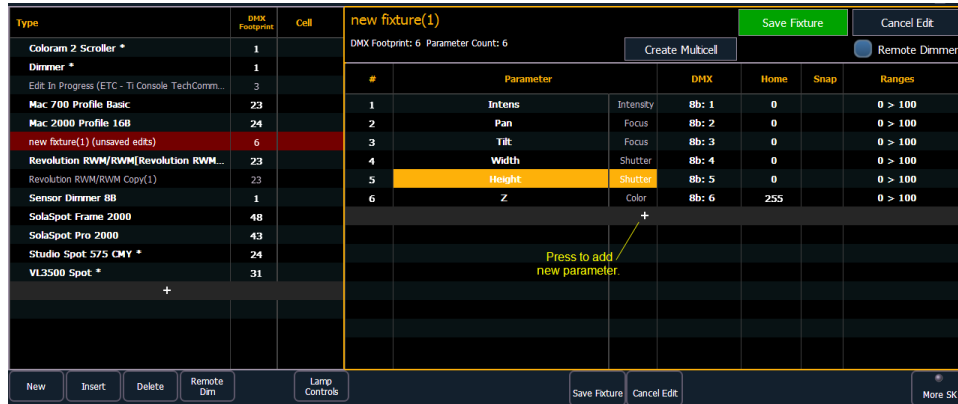 Type DMX Footprint Cell
Coloram 2 Scroller * 1
Dimmer * 1
Edit In Progress (ETC - Ti Console TechComm... 3
Mac 700 Profile Basic 23
Mac 2000 Profile 16B 24
new fixture(1) (unsaved edits) 6
Revolution RWM/RWM[Revolution RWM... 23
Revolution RWM/RWM Copy(1) 23
Sensor Dimmer 8B 1
SolaSpot Frame 2000 48
SolaSpot Pro 2000 43
Studio Spot 575 CMY * 24
VL3500 Spot * 31
+
new fixture(1) Save Fixture Cancel Edit
DMX Footprint: 6 Parameter Count: 6 Create Multicell Remote Dimmer
# Parameter DMX Home Snap Ranges
1 Intens Intensity 8b: 1 0 0 > 100
2 Pan Focus 8b: 2 0 0 > 100
3 Tilt Focus 8b: 3 0 0 > 100
4 Width Shutter 8b: 4 0 0 > 100
5 Height Shutter 8b: 5 0 0 > 100
6 Z Color 8b: 6 255 0 > 100
+
Press to add
new parameter.
New Insert Delete Remote Dim Lamp Controls Save Fixture Cancel Edit More SK